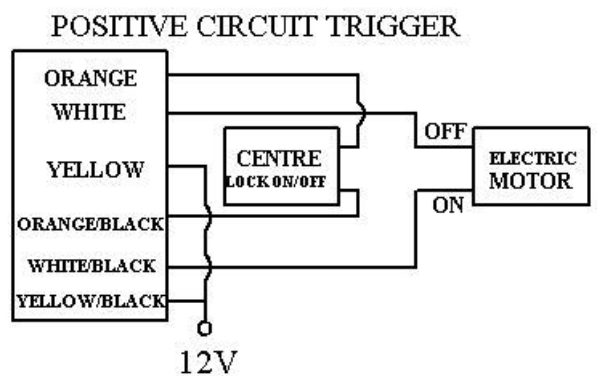 POSITIVE CIRCUIT TRIGGER
ORANGE
WHITE
YELLOW
ORANGE/BLACK
WHITE/BLACK
YELLOW/BLACK
CENTRE
LOCK ON/OFF
OFF
ON
ELECTRIC
MOTOR
12V